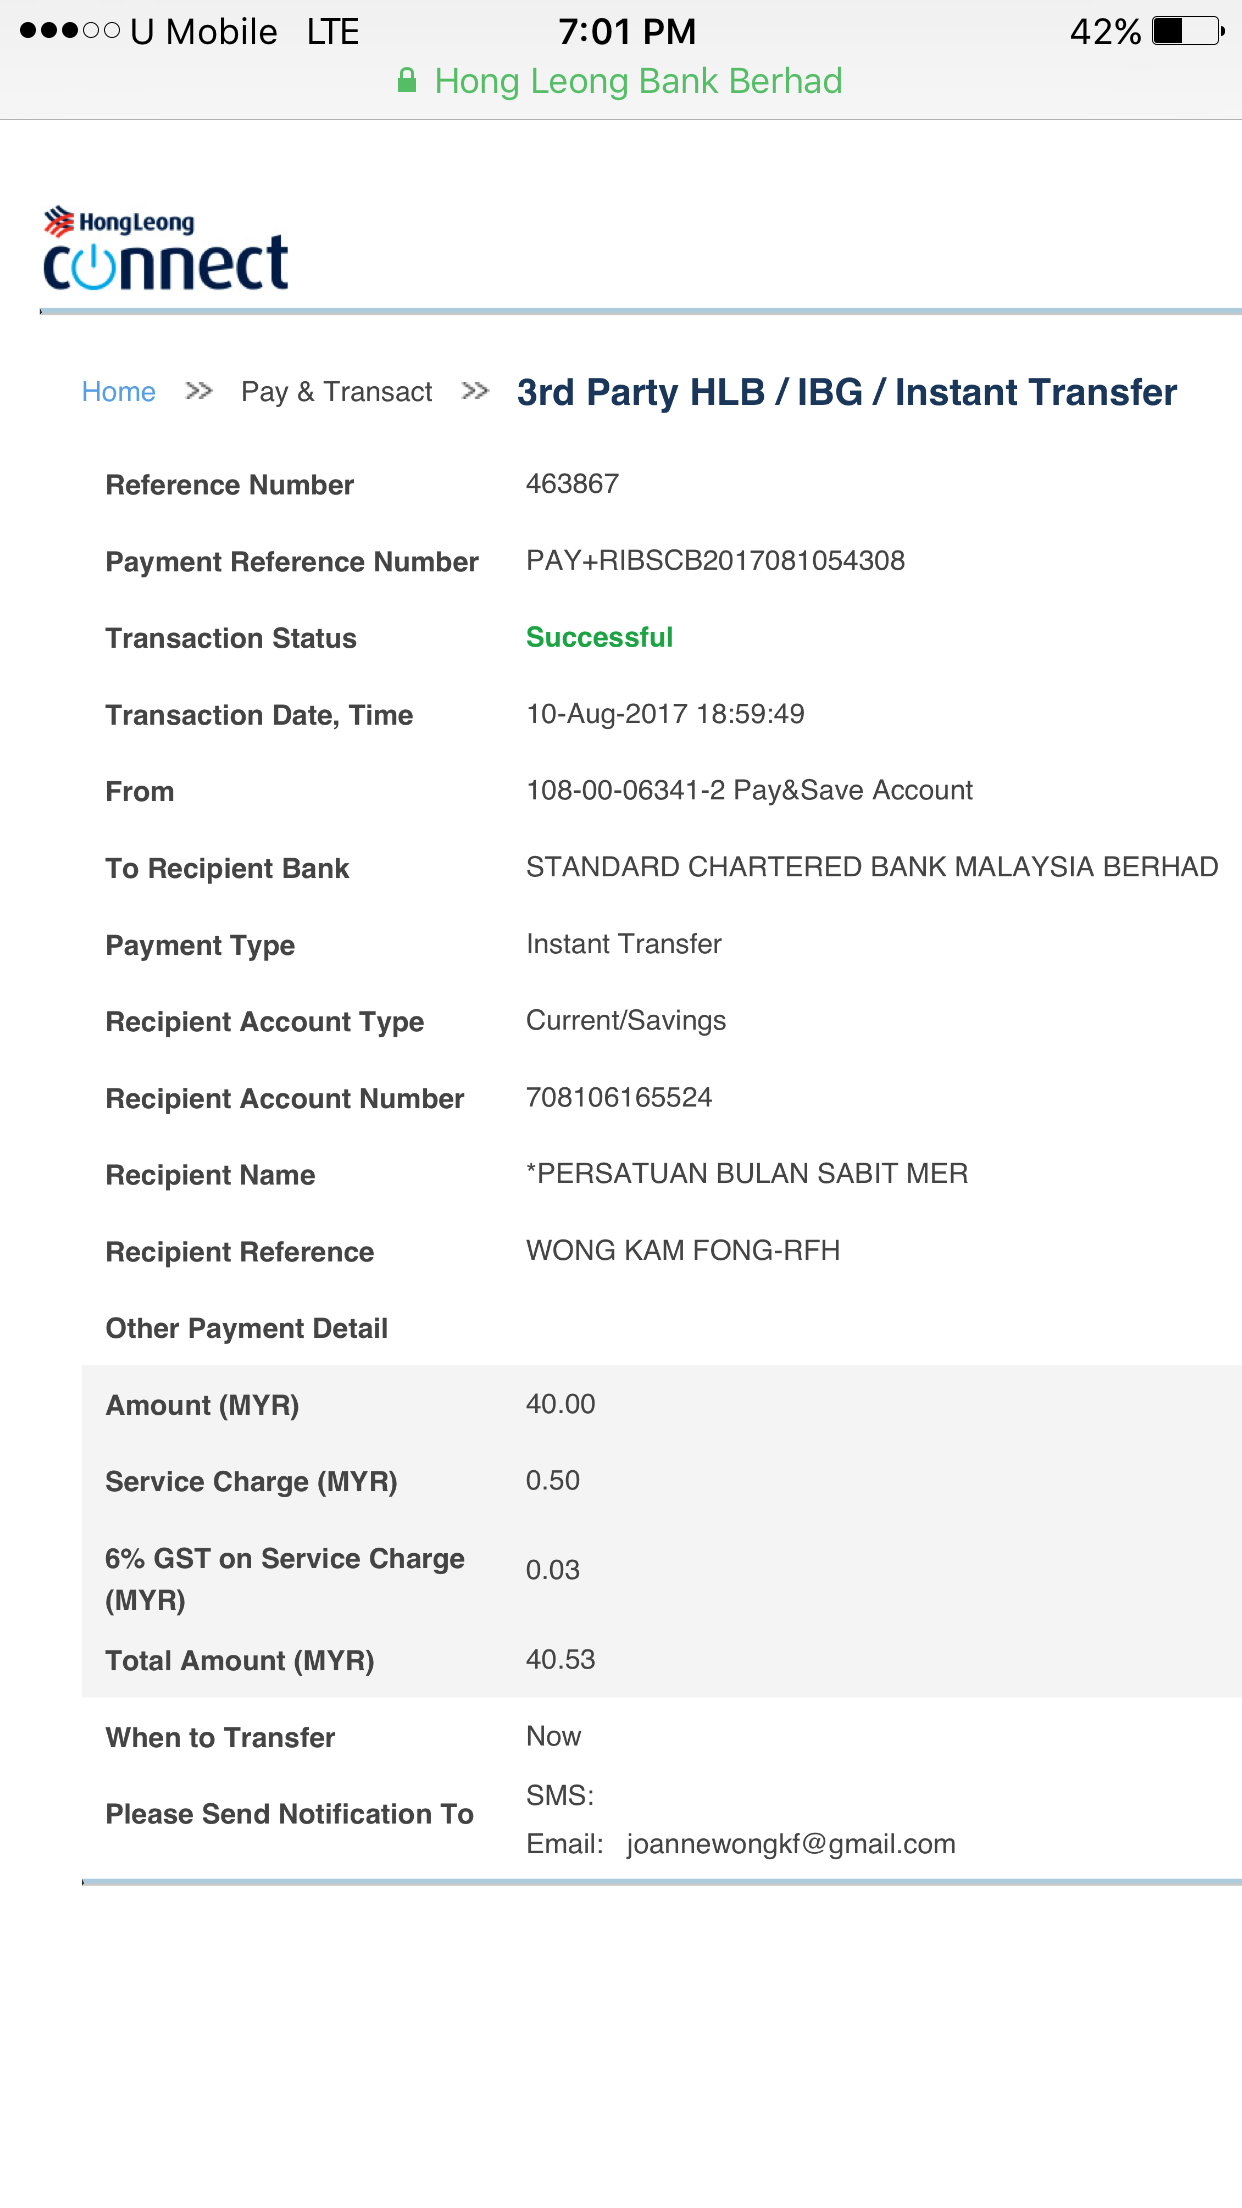 U Mobile LTE 7:01 PM 42%
Hong Leong Bank Berhad
HongLeong
connect
Home >> Pay & Transact >> 3rd Party HLB / IBG / Instant Transfer
Reference Number 463867
Payment Reference Number PAY+RIBSCB2017081054308
Transaction Status Successful
Transaction Date, Time 10-Aug-2017 18:59:49
From 108-00-06341-2 Pay&Save Account
To Recipient Bank STANDARD CHARTERED BANK MALAYSIA BERHAD
Payment Type Instant Transfer
Recipient Account Type Current/Savings
Recipient Account Number 708106165524
Recipient Name *PERSATUAN BULAN SABIT MER
Recipient Reference WONG KAM FONG-RFH
Other Payment Detail
Amount (MYR) 40.00
Service Charge (MYR) 0.50
6% GST on Service Charge
(MYR) 0.03
Total Amount (MYR) 40.53
When to Transfer Now
Please Send Notification To SMS:
Email: joannewongkf@gmail.com